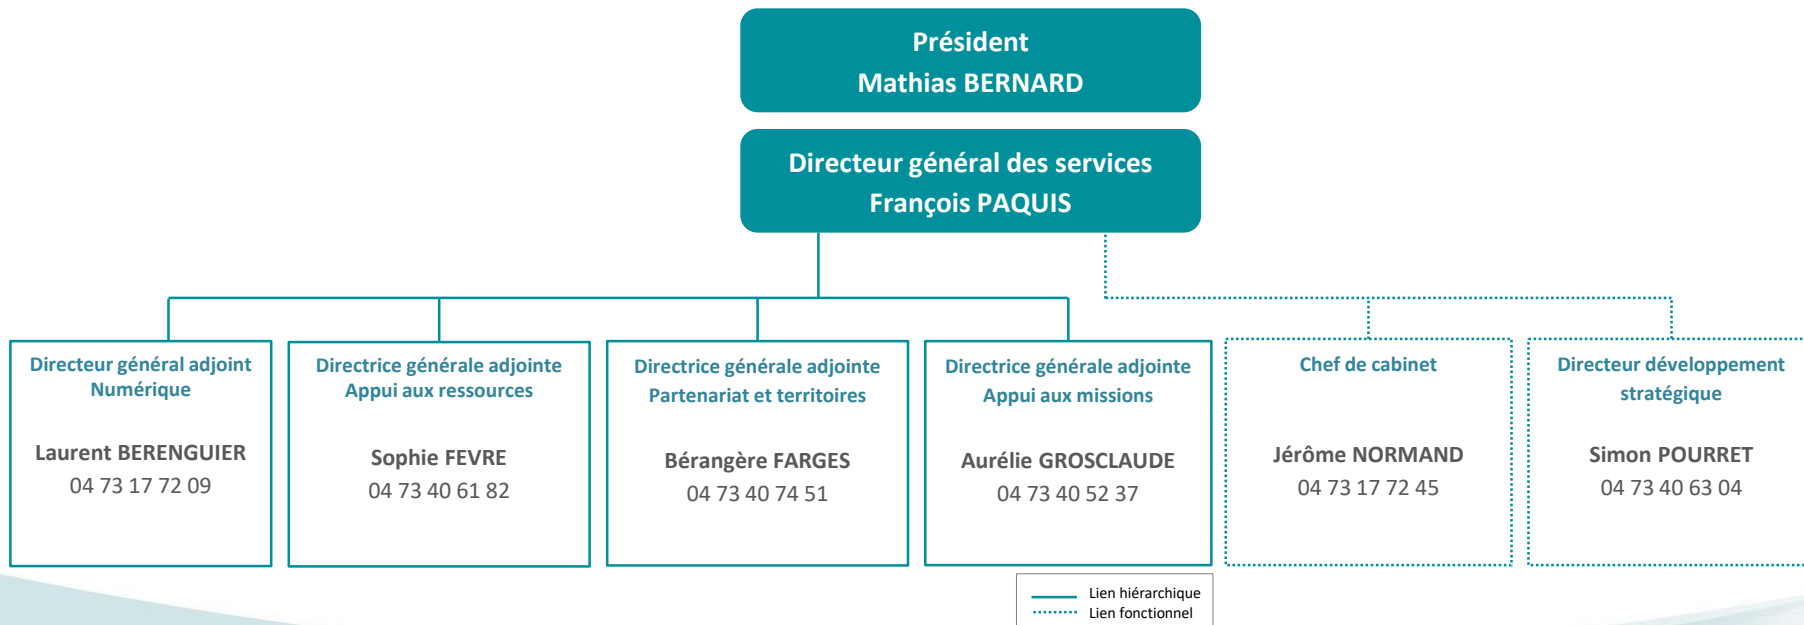 Président
Mathias BERNARD
Directeur général des services
François PAQUIS
Directeur général adjoint
Numérique
Laurent BERENGUIER
04 73 17 72 09
Directrice générale adjointe
Appui aux ressources
Sophie FEVRE
04 73 40 61 82
Directrice générale adjointe
Partenariat et territoires
Bérangère FARGES
04 73 40 74 51
Directrice générale adjointe
Appui aux missions
Aurélie GROSCLAUDE
04 73 40 52 37
Chef de cabinet
Jérôme NORMAND
04 73 17 72 45
Directeur développement
stratégique
Simon POURRET
04 73 40 63 04
Lien hiérarchique
Lien fonctionnel